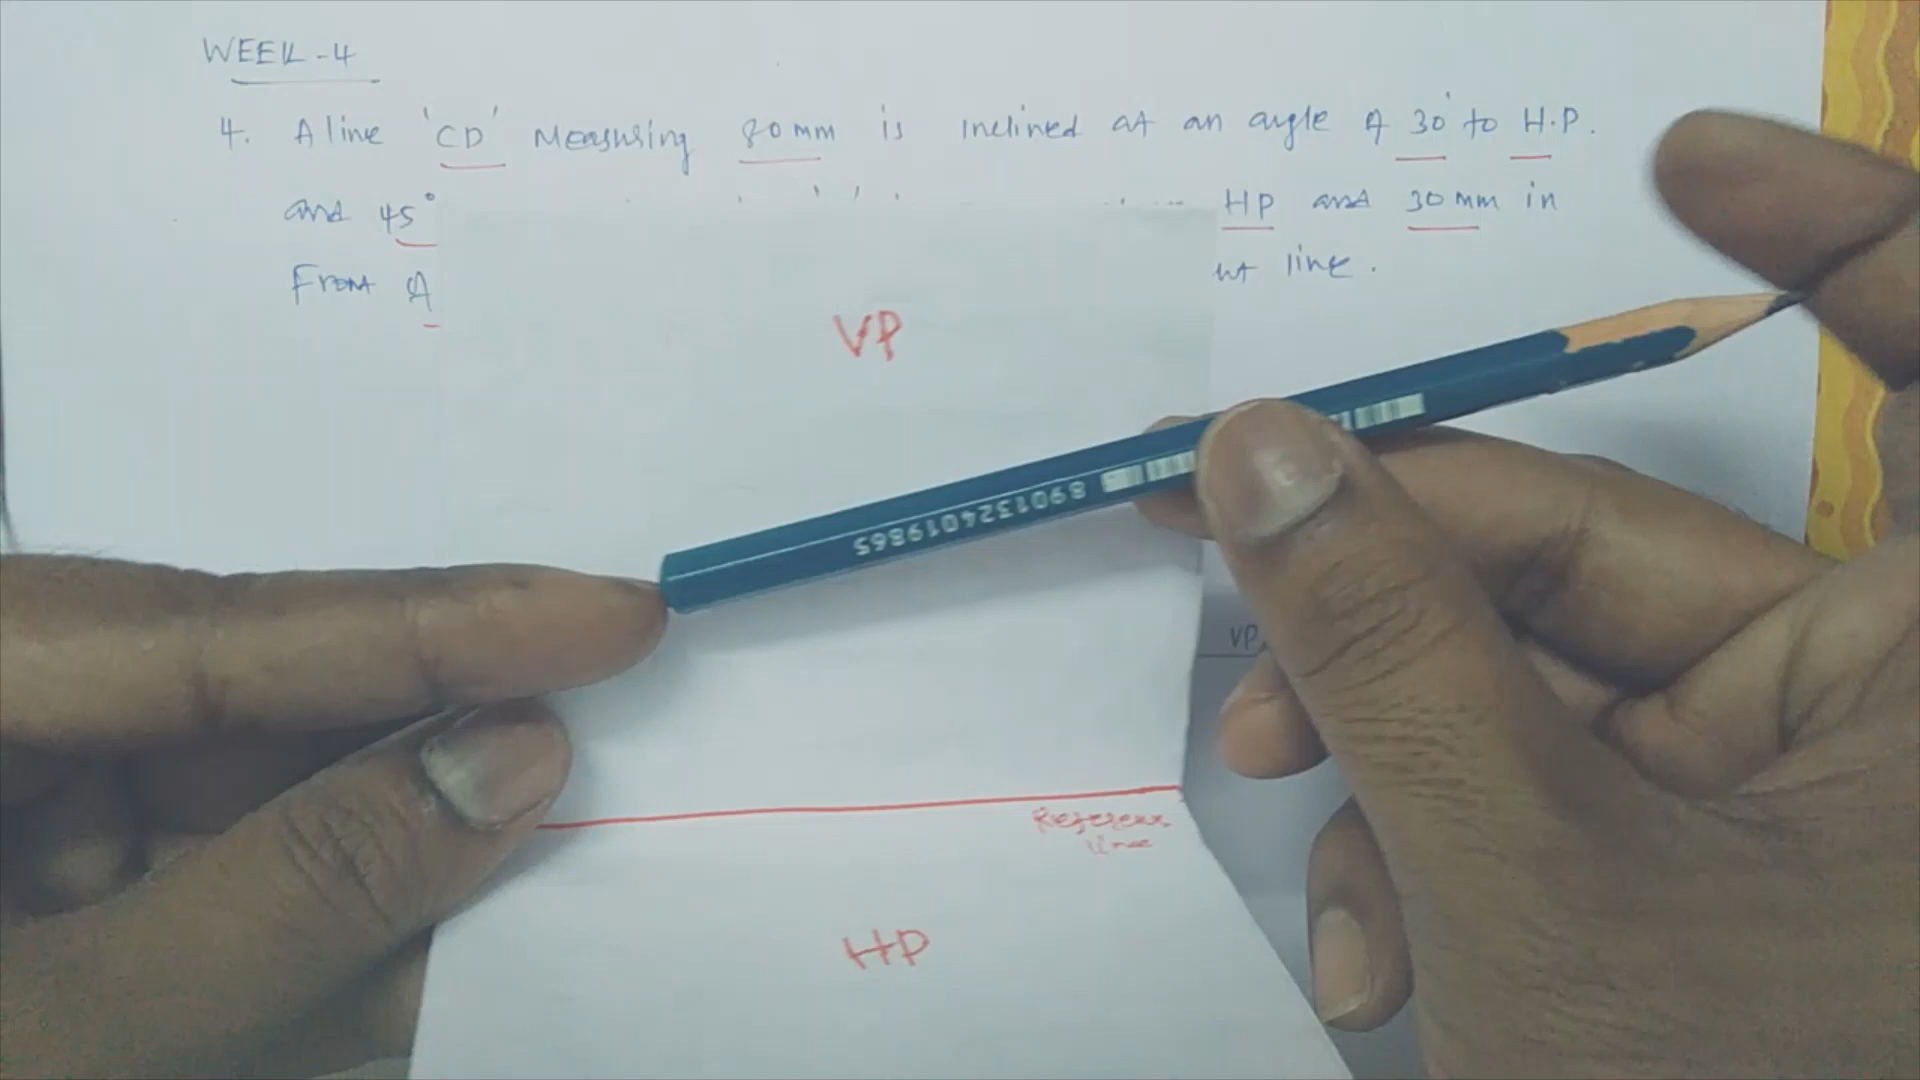 WEEK-4
4. A line 'CD' Measuring 80mm is inclined at an angle of 30° to H.P.
and 45° HP and 30mm in
Front of line.
VP
8901324019865
VP
Reference
line
HP